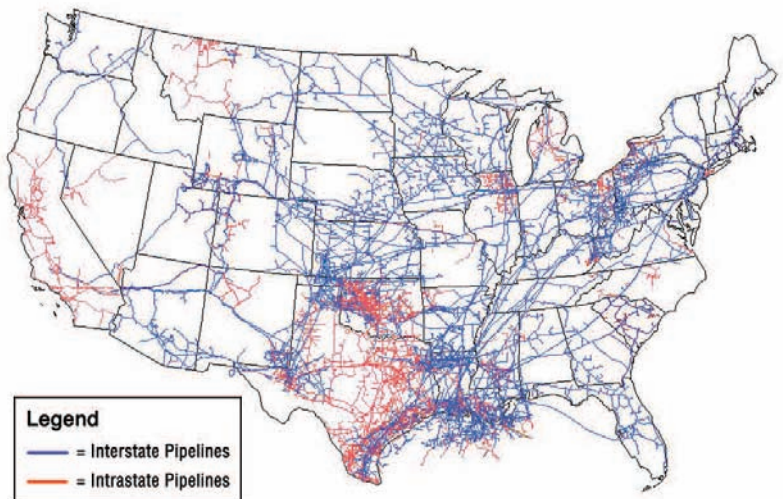 Legend
= Interstate Pipelines
= Intrastate Pipelines